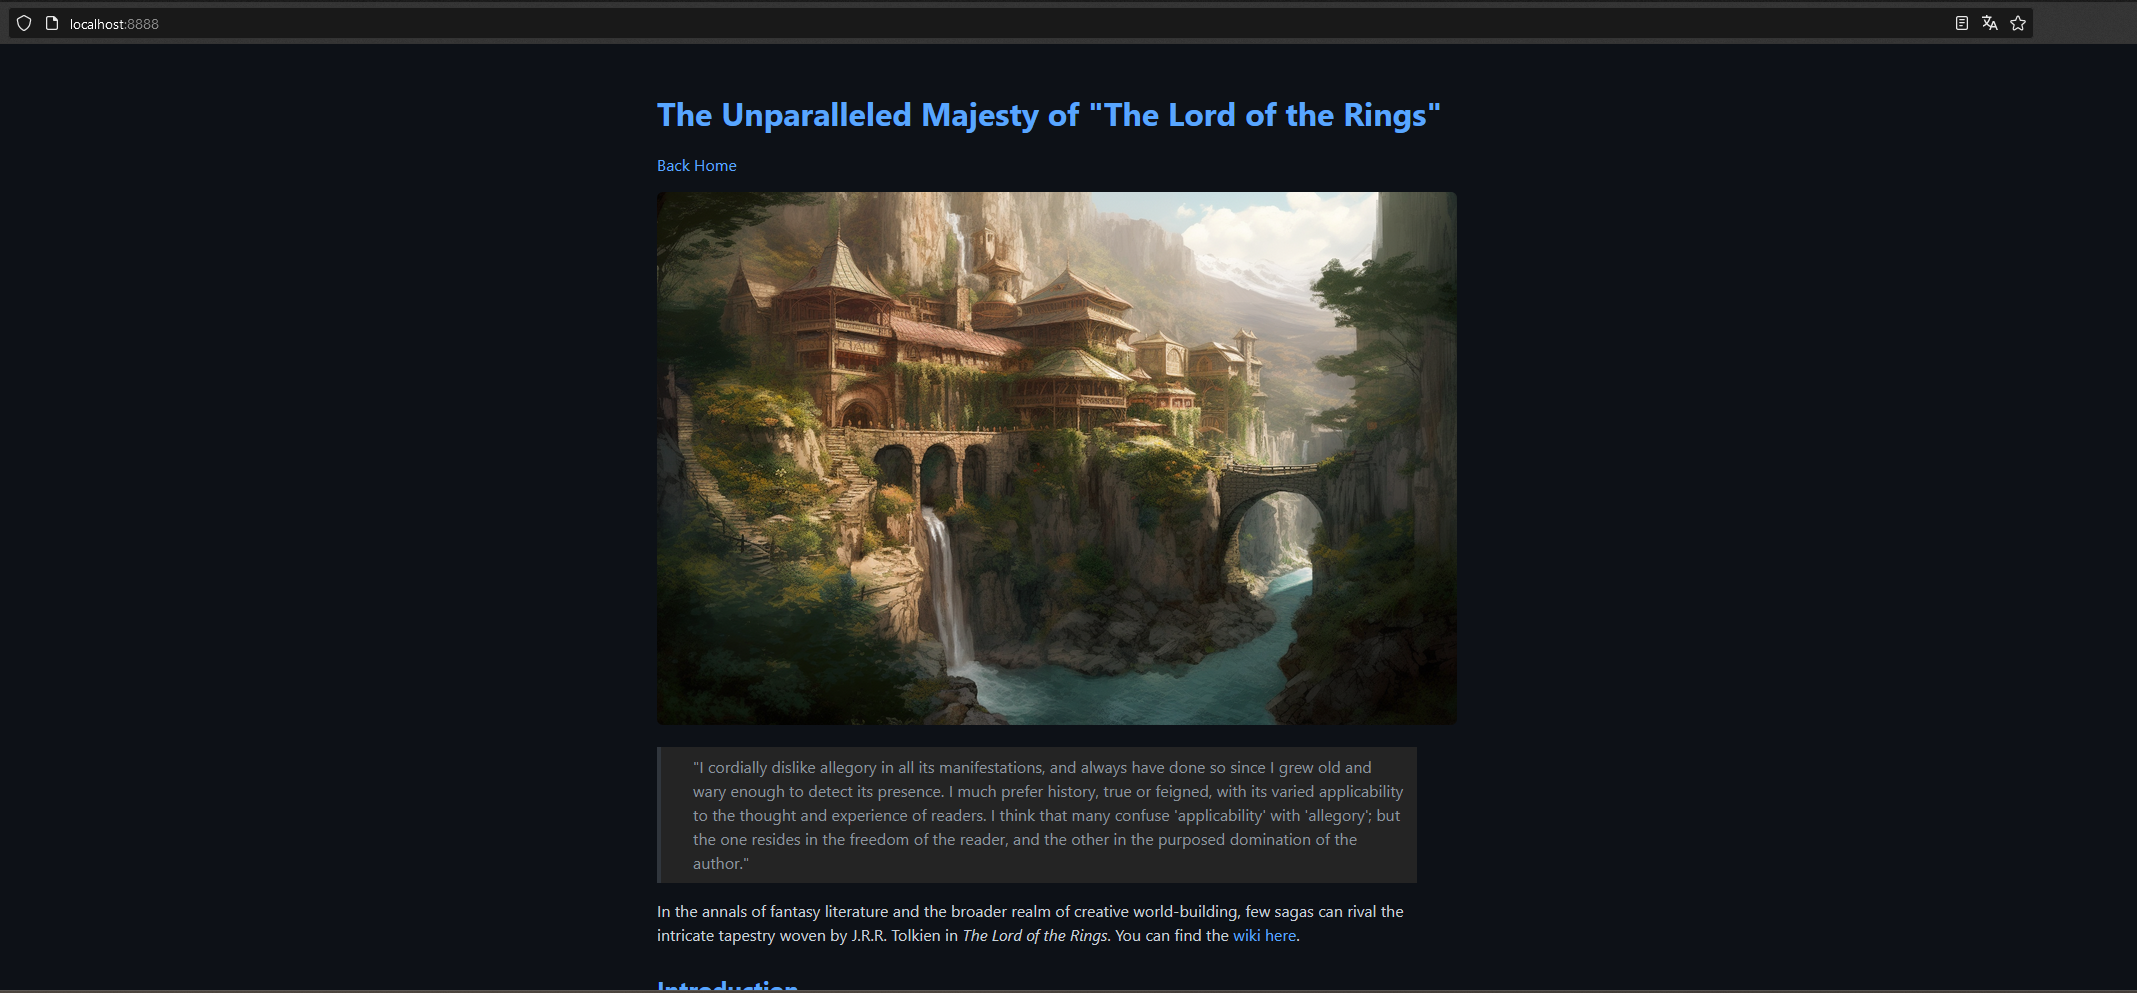 localhost:8888
The Unparalleled Majesty of "The Lord of the Rings"
Back Home
"I cordially dislike allegory in all its manifestations, and always have done so since I grew old and
wary enough to detect its presence. I much prefer history, true or feigned, with its varied applicability
to the thought and experience of readers. I think that many confuse 'applicability' with 'allegory'; but
the one resides in the freedom of the reader, and the other in the purposed domination of the
author."
In the annals of fantasy literature and the broader realm of creative world-building, few sagas can rival the
intricate tapestry woven by J.R.R. Tolkien in The Lord of the Rings. You can find the wiki here.
Introduction